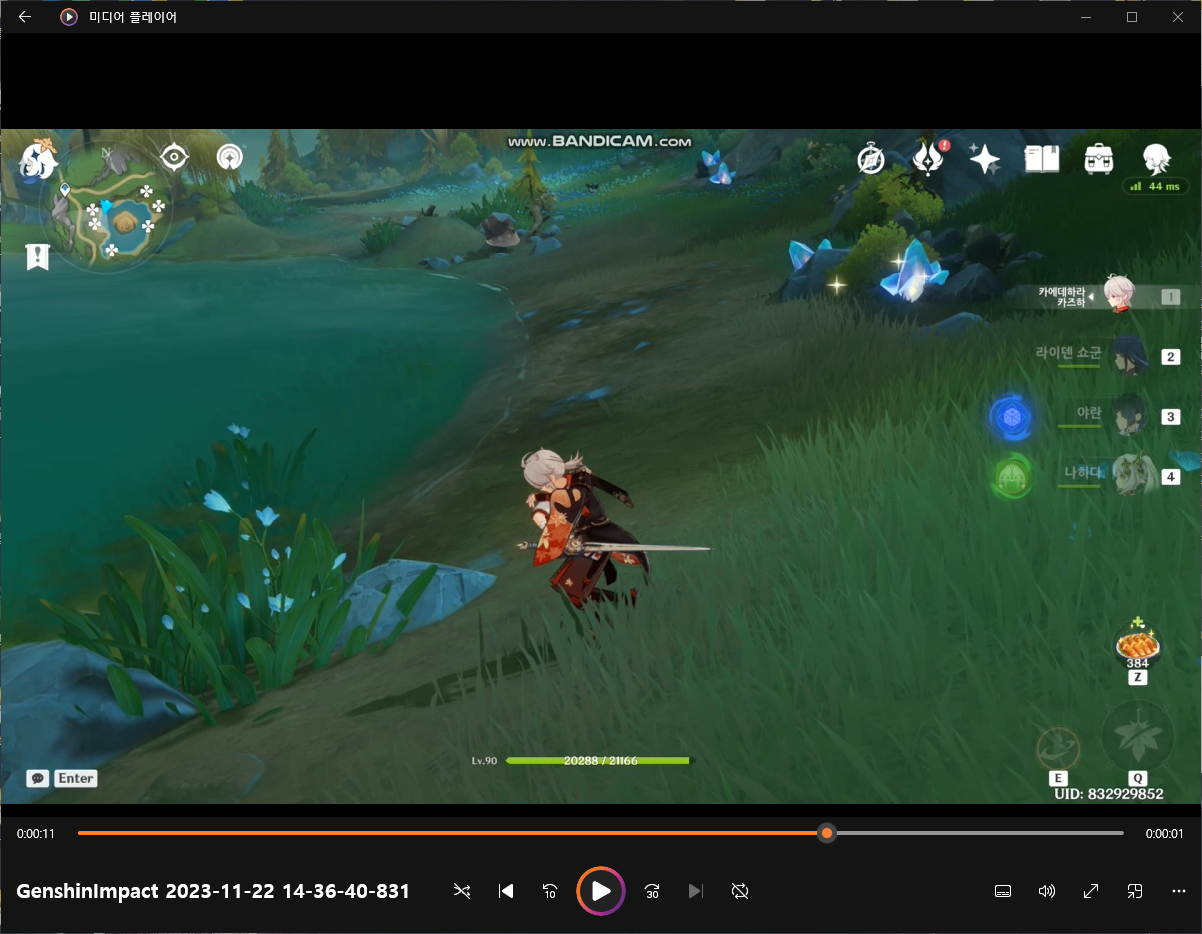 미디어 플레이어
www.BANDICAM.com
N
44 ms
카에데하라
카즈하
1
라이덴 쇼군
2
야란
3
나히다
4
384
Z
Lv.90
20288 / 21166
Enter
E
Q
UID: 832929852
0:00:11
0:00:01
GenshinImpact 2023-11-22 14-36-40-831
10
30